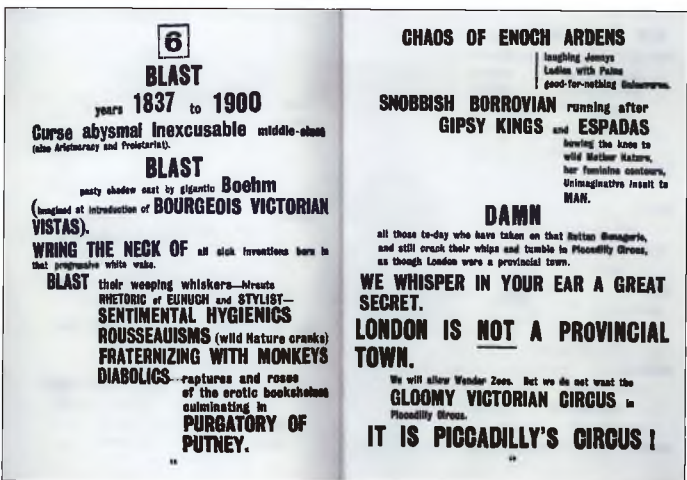 6
BLAST
years 1837 to 1900
Curse abysmal inexcusable middle-class
(also Aristocracy and Proletariat).
BLAST
pasty shadow cast by gigantic Boehm
(imagined at introduction of BOURGEOIS VICTORIAN
VISTAS).
WRING THE NECK OF all sick inventions born in
that progressive white wake.
BLAST their weeping whiskers—hirsute
RHETORIC of EUNUCH and STYLIST—
SENTIMENTAL HYGIENICS
ROUSSEAUISMS (wild Nature cranks)
FRATERNIZING WITH MONKEYS
DIABOLICS—raptures and roses
of the erotic bookshelves
culminating in
PURGATORY OF
PUTNEY.
CHAOS OF ENOCH ARDENS
laughing Jennys
Ladies with Pains
good-for-nothing Guineveres.
SNOBBISH BORROVIAN running after
GIPSY KINGS and ESPADAS
bowing the knee to
wild Mother Nature,
her feminine contours,
Unimaginative insult to
MAN.
DAMN
all those to-day who have taken on that Rotten Menagerie,
and still crack their whips and tumble in Piccadilly Circus,
as though London were a provincial town.
WE WHISPER IN YOUR EAR A GREAT
SECRET.
LONDON IS NOT A PROVINCIAL
TOWN.
We will allow Wonder Zoos. But we do not want the
GLOOMY VICTORIAN CIRCUS in
Piccadilly Circus.
IT IS PICCADILLY'S CIRCUS !